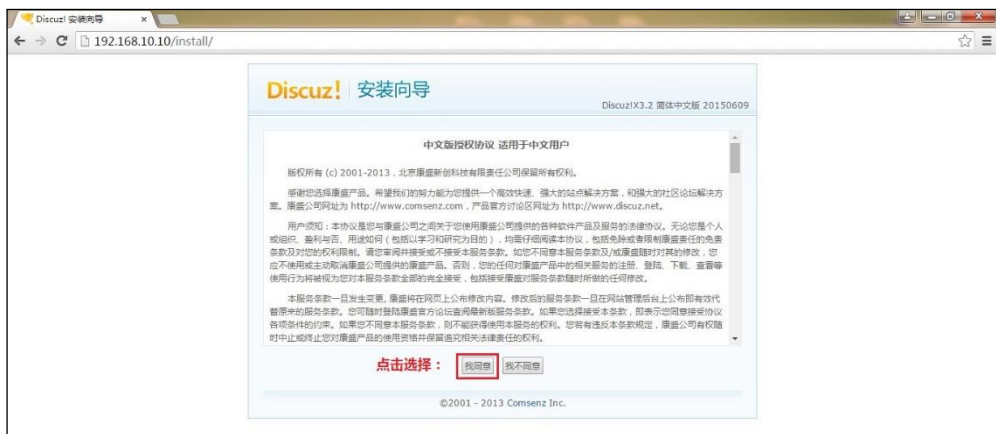 Discuz! 安装向导
192.168.10.10/install/
Discuz! 安装向导
Discuz!X3.2 简体中文版 20150609
中文版授权协议 适用于中文用户
版权所有 (c) 2001-2013，北京康盛新创科技有限责任公司保留所有权利。
感谢您选择康盛产品。希望我们的努力能为您提供一个高效快速、强大的站点解决方案，和强大的社区论坛解决方
案。康盛公司网址为 http://www.comsenz.com，产品官方讨论区网址为 http://www.discuz.net。
用户须知：本协议是您与康盛公司之间关于您使用康盛公司提供的各种软件产品及服务的法律协议。无论您是个人
或组织、盈利与否、用途如何（包括以学习和研究为目的），均需仔细阅读本协议，包括免除或者限制康盛责任的免责
条款及对您的权利限制。请您审阅并接受或不接受本服务条款。如您不同意本服务条款及/或康盛随时对其的修改，您
应不使用或主动取消康盛公司提供的康盛产品。否则，您的任何对康盛产品中的相关服务的注册、登陆、下载、查看等
使用行为将被视为您对本服务条款全部的完全接受，包括接受康盛对服务条款随时所做的任何修改。
本服务条款一旦发生变更, 康盛将在网页上公布修改内容。修改后的服务条款一旦在网站管理后台上公布即有效代
替原来的服务条款。您可随时登陆康盛官方论坛查阅最新版服务条款。如果您选择接受本条款，即表示您同意接受协议
各项条件的约束。如果您不同意本服务条款，则不能获得使用本服务的权利。您若有违反本条款规定，康盛公司有权随
时中止或终止您对康盛产品的使用资格并保留追究相关法律责任的权利。
点击选择： 我同意 我不同意
©2001 - 2013 Comsenz Inc.